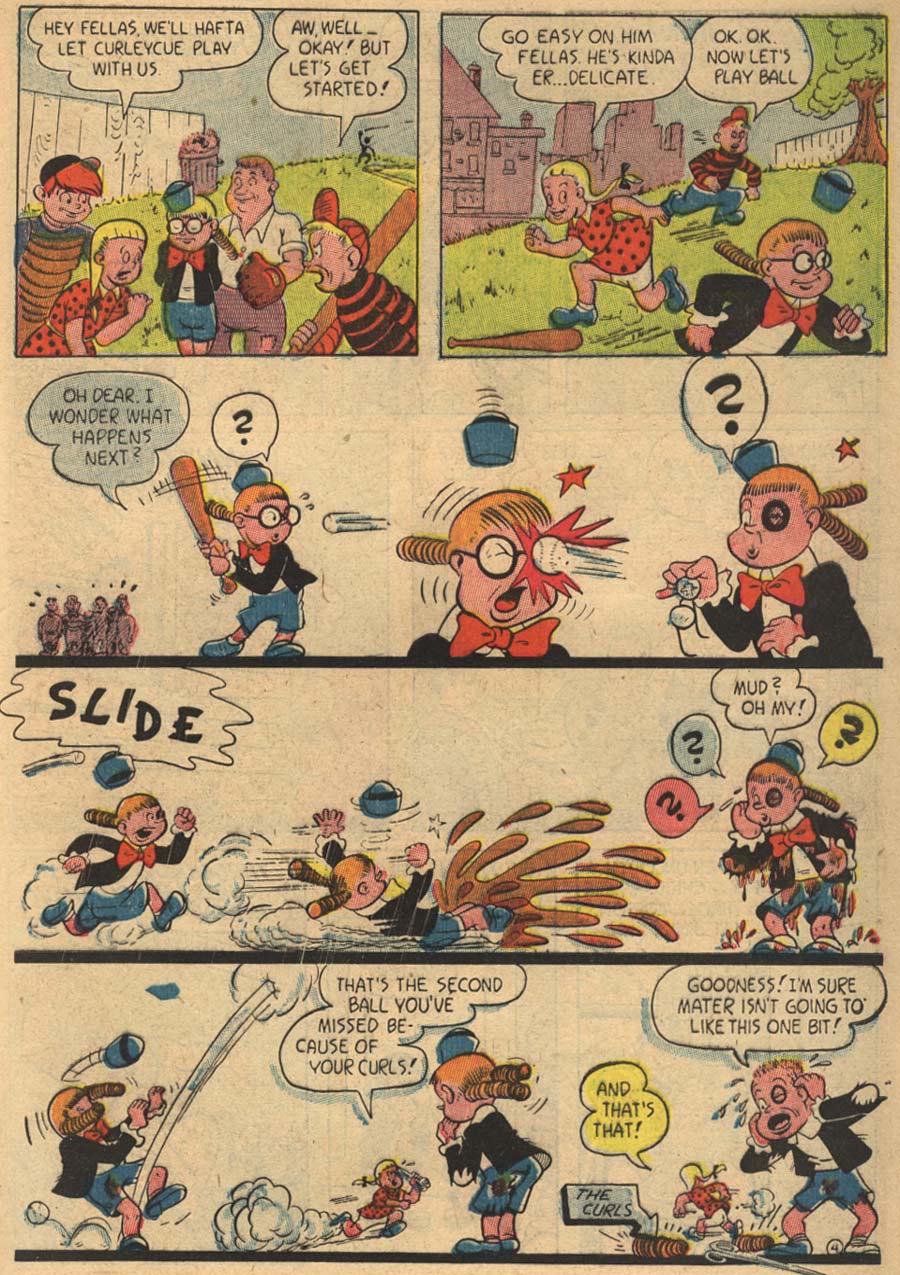 HEY FELLAS, WE'LL HAFTA
LET CURLEYCUE PLAY
WITH US.
AW, WELL —
OKAY! BUT
LET'S GET
STARTED!
GO EASY ON HIM
FELLAS. HE'S KINDA
ER...DELICATE.
OK. OK.
NOW LET'S
PLAY BALL
OH DEAR. I
WONDER WHAT
HAPPENS
NEXT?
?
?
SLIDE
MUD?
OH MY!
?
?
?
THAT'S THE SECOND
BALL YOU'VE
MISSED BE-
CAUSE OF
YOUR CURLS!
GOODNESS! I'M SURE
MATER ISN'T GOING TO
LIKE THIS ONE BIT!
AND
THAT'S
THAT!
THE
CURLS
4